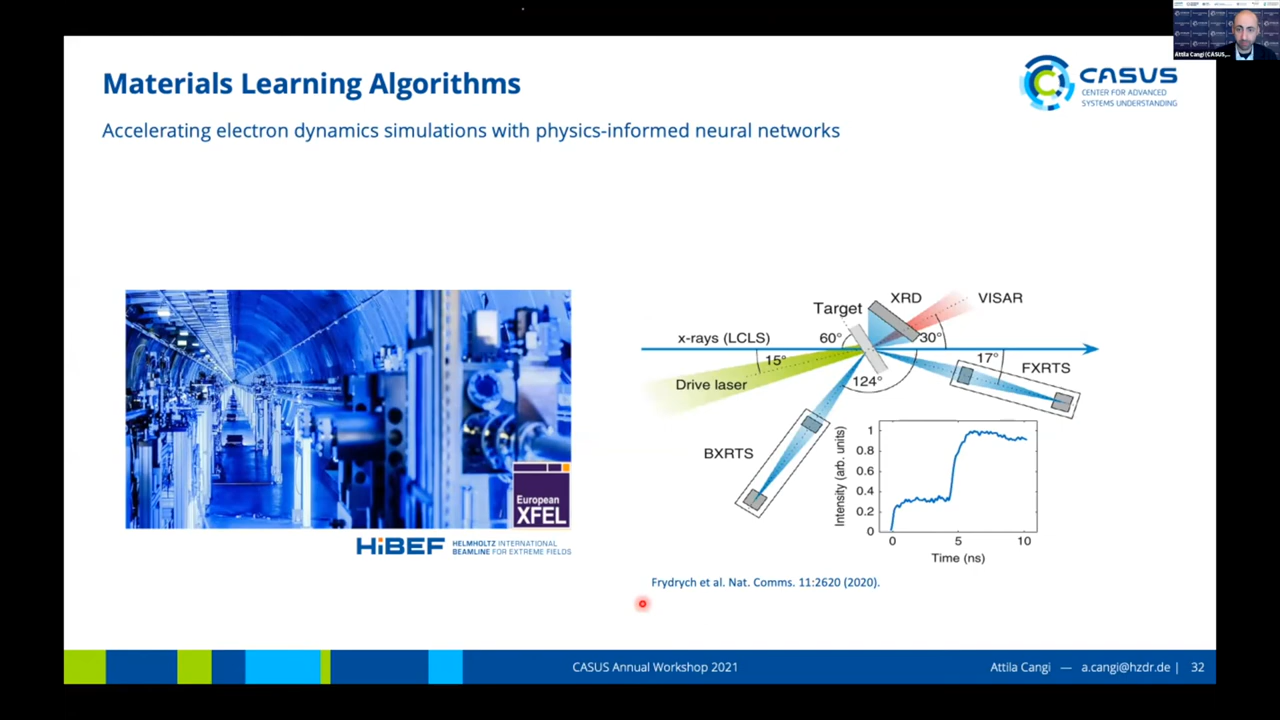 Attila Cangi (CASUS,...
Materials Learning Algorithms
Accelerating electron dynamics simulations with physics-informed neural networks
CASUS
CENTER FOR ADVANCED
SYSTEMS UNDERSTANDING
European
XFEL
HiBEF
HELMHOLTZ INTERNATIONAL
BEAMLINE FOR EXTREME FIELDS
XRD
VISAR
Target
x-rays (LCLS)
60°
30°
15°
17°
FXRTS
Drive laser
124°
BXRTS
Intensity (arb. units)
1
0.8
0.6
0.4
0.2
0
0
5
10
Time (ns)
Frydrych et al. Nat. Comms. 11:2620 (2020).
CASUS Annual Workshop 2021
Attila Cangi — a.cangi@hzdr.de | 32